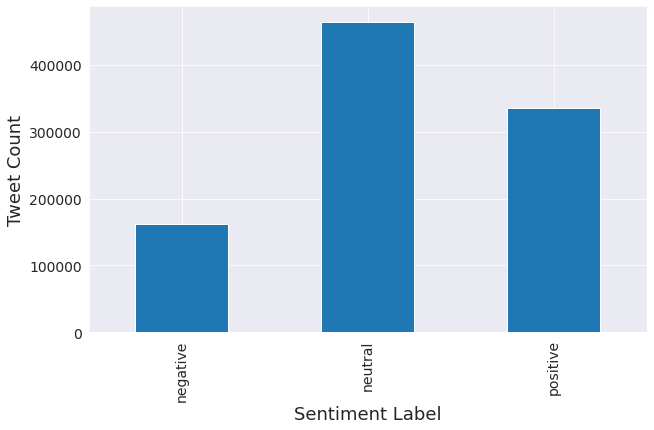 400000
300000
200000
100000
0
Tweet Count
negative
neutral
positive
Sentiment Label